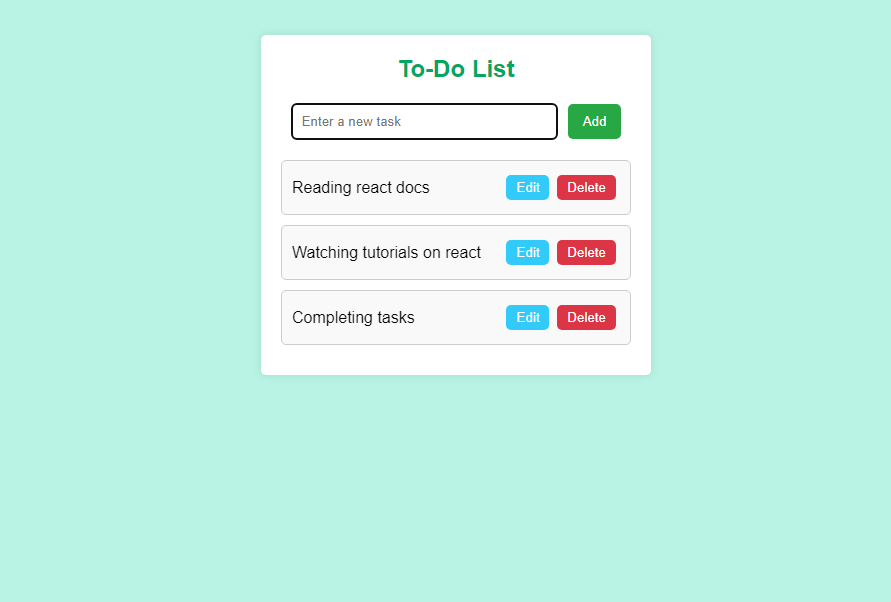 To-Do List
Enter a new task Add
Reading react docs Edit Delete
Watching tutorials on react Edit Delete
Completing tasks Edit Delete